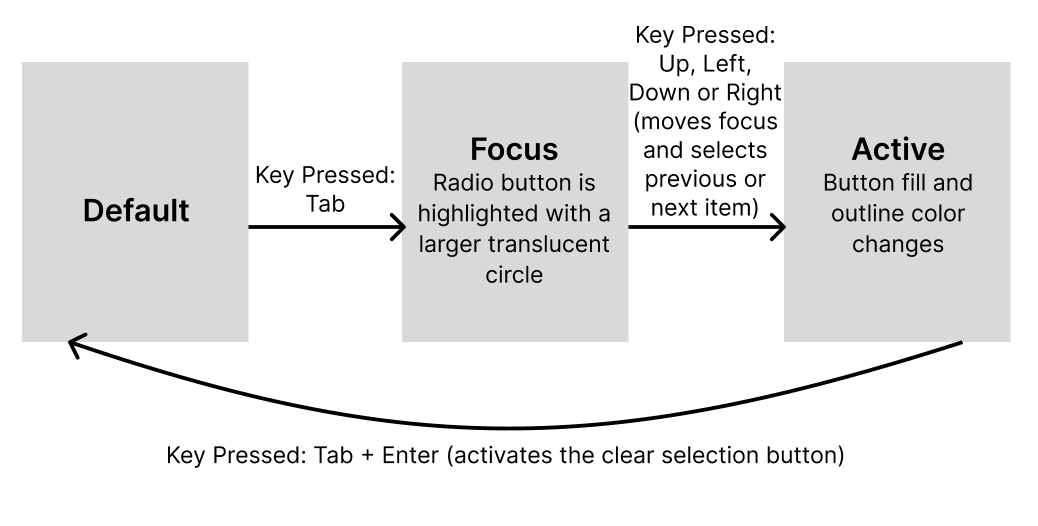 Default
Key Pressed:
Tab
Focus
Radio button is
highlighted with a
larger translucent
circle
Key Pressed:
Up, Left,
Down or Right
(moves focus
and selects
previous or
next item)
Active
Button fill and
outline color
changes
Key Pressed: Tab + Enter (activates the clear selection button)